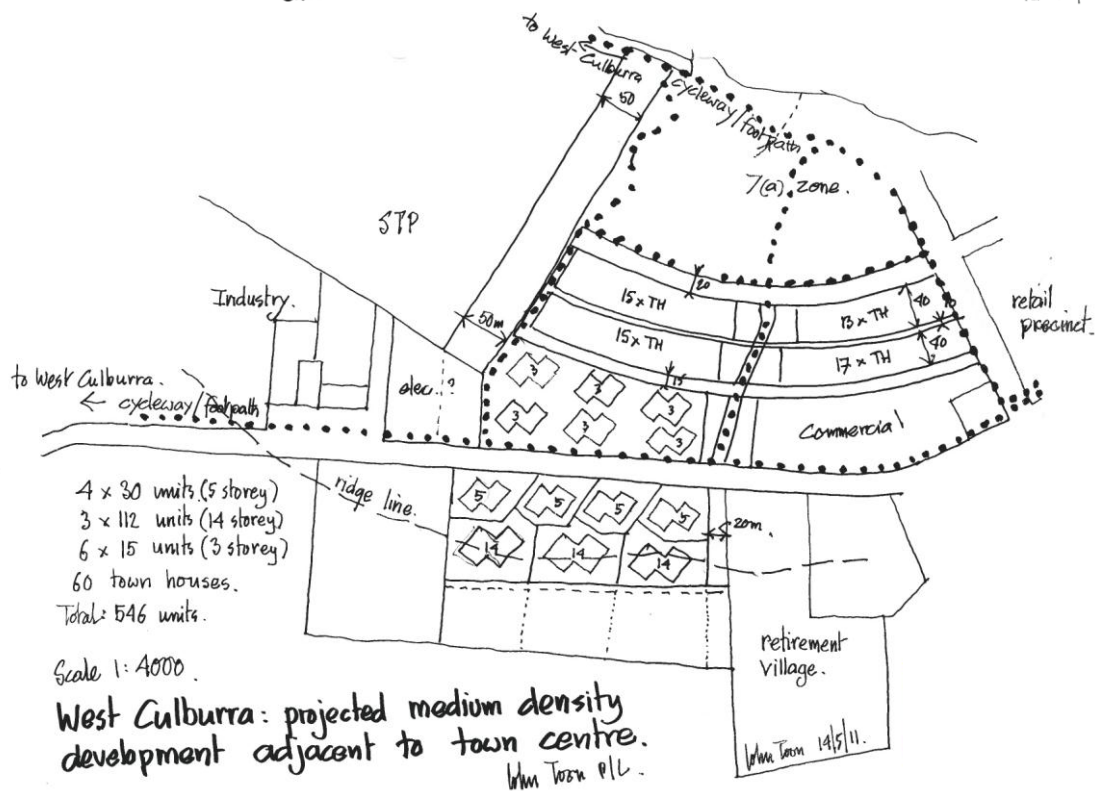 to West
Culburra
50
cycleway/footpath
7(a) zone.
STP
20
15 x TH
13 x TH
40
10
retail
precinct.
Industry.
50m
15 x TH
17 x TH
40
elec.?
3
3
15
3
3
3
3
Commercial
to West Culburra.
← cycleway/footpath
ridge line.
5
5
5
5
20m.
14
14
14
4 x 30 units (5 storey)
3 x 112 units (14 storey)
6 x 15 units (3 storey)
60 town houses.
Total: 546 units.
Scale 1:4000.
retirement
village.
West Culburra: projected medium density
development adjacent to town centre.
John Toon P/L.
John Toon 14/5/11.